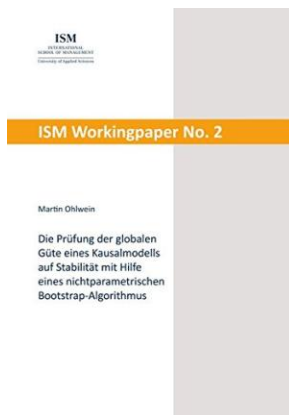 ISM
INTERNATIONAL
SCHOOL OF MANAGEMENT
University of Applied Sciences
ISM Workingpaper No. 2
Martin Ohlwein
Die Prüfung der globalen
Güte eines Kausalmodells
auf Stabilität mit Hilfe
eines nichtparametrischen
Bootstrap-Algorithmus